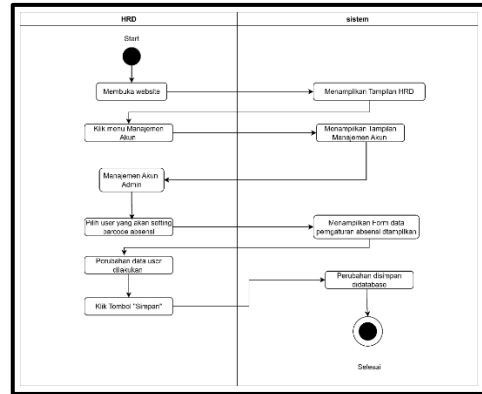 HRD
sistem
Start
Membuka website
Menampilkan Tampilan HRD
Klik menu Manajemen
Akun
Menampilkan Tampilan
Manajemen Akun
Manajemen Akun
Admin
Pilih user yang akan setting
barcode absensi
Menampilkan Form data
pemgaturan absensi dtampilkan
Perubahan data user
dilakukan
Perubahan disimpan
didatabase
Klik Tombol "Simpan"
Selesai